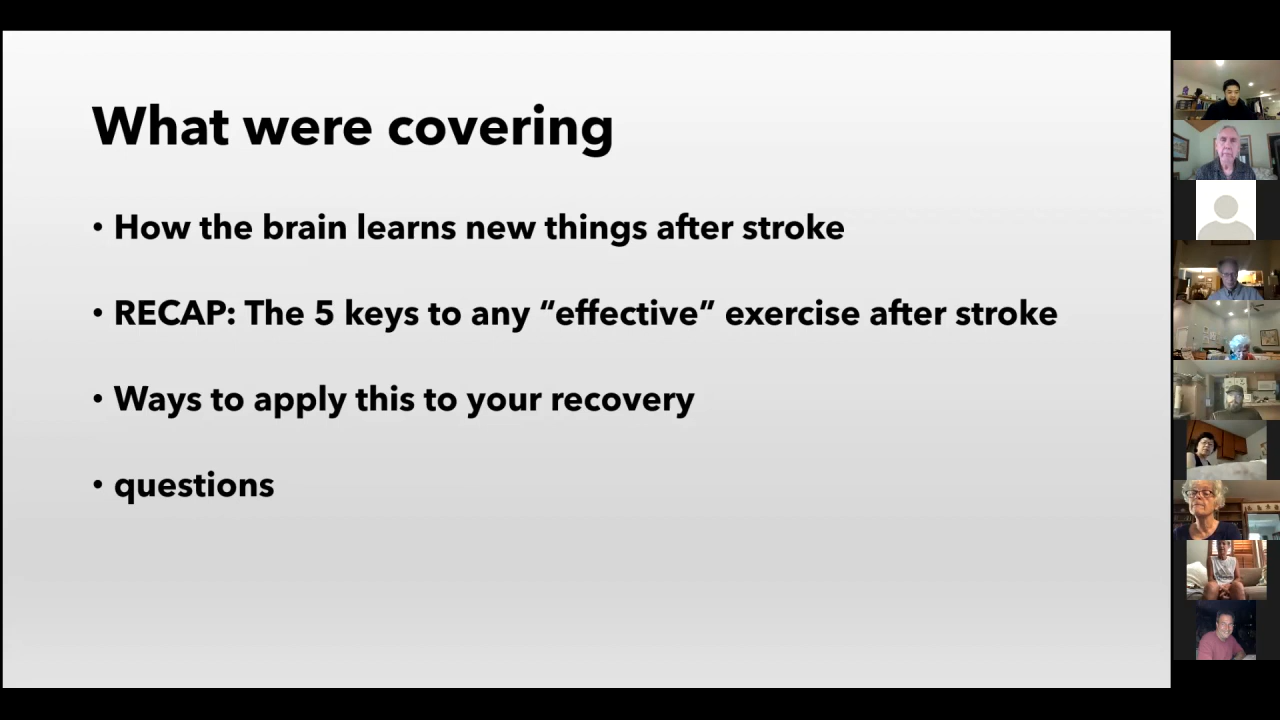 What were covering
• How the brain learns new things after stroke
• RECAP: The 5 keys to any “effective” exercise after stroke
• Ways to apply this to your recovery
• questions